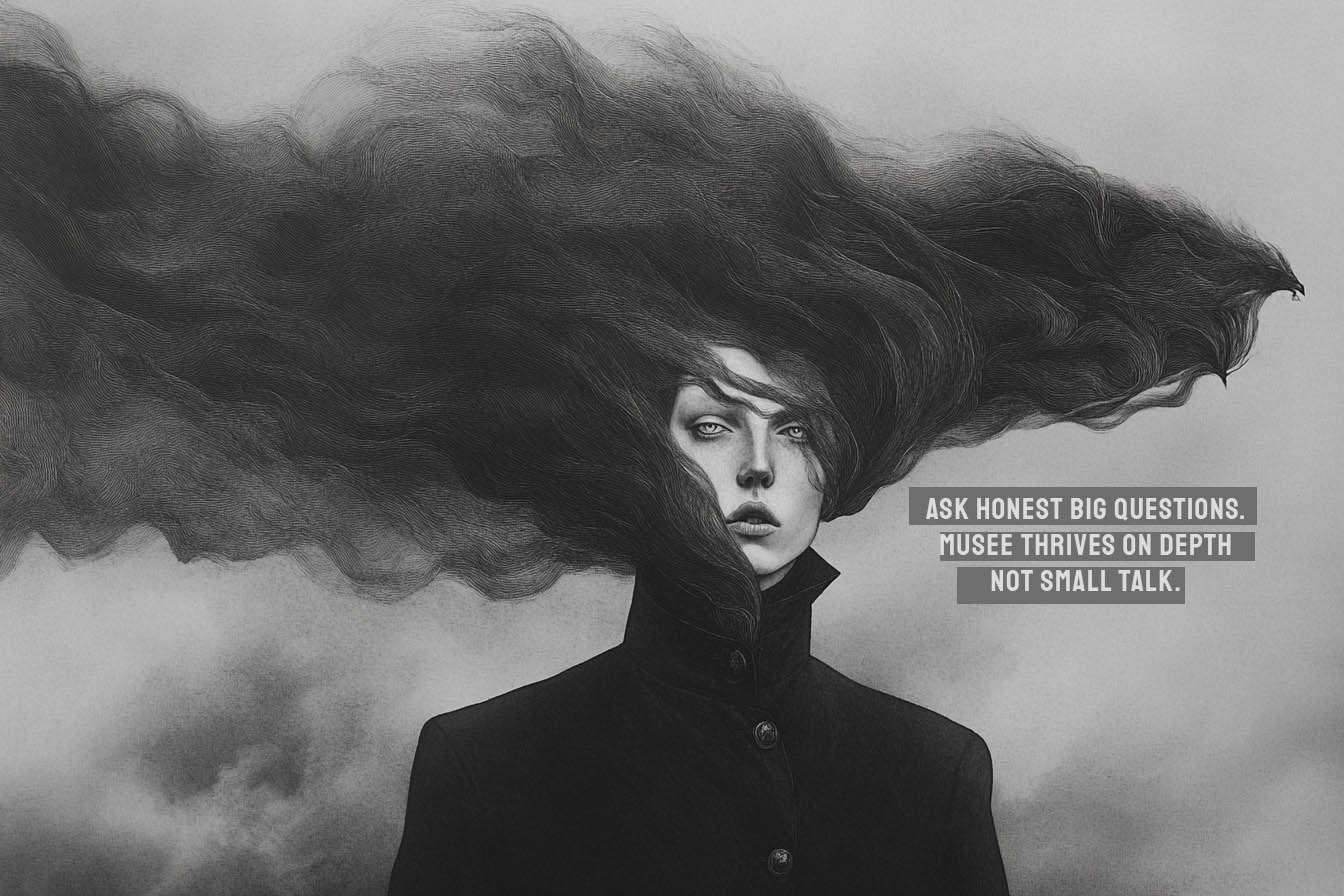 ASK HONEST BIG QUESTIONS.
MUSEE THRIVES ON DEPTH
NOT SMALL TALK.